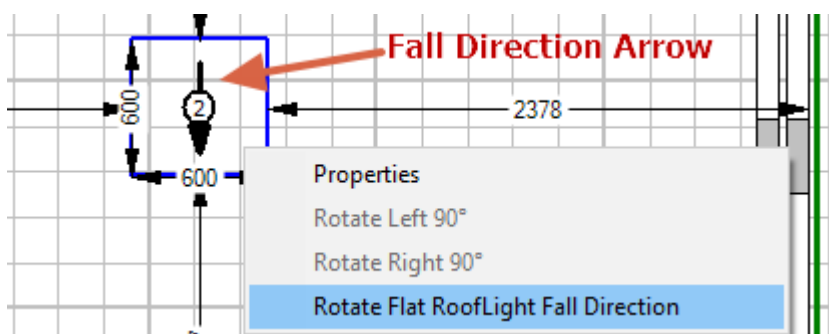 Fall Direction Arrow
600
2
2378
600
Properties
Rotate Left 90°
Rotate Right 90°
Rotate Flat RoofLight Fall Direction